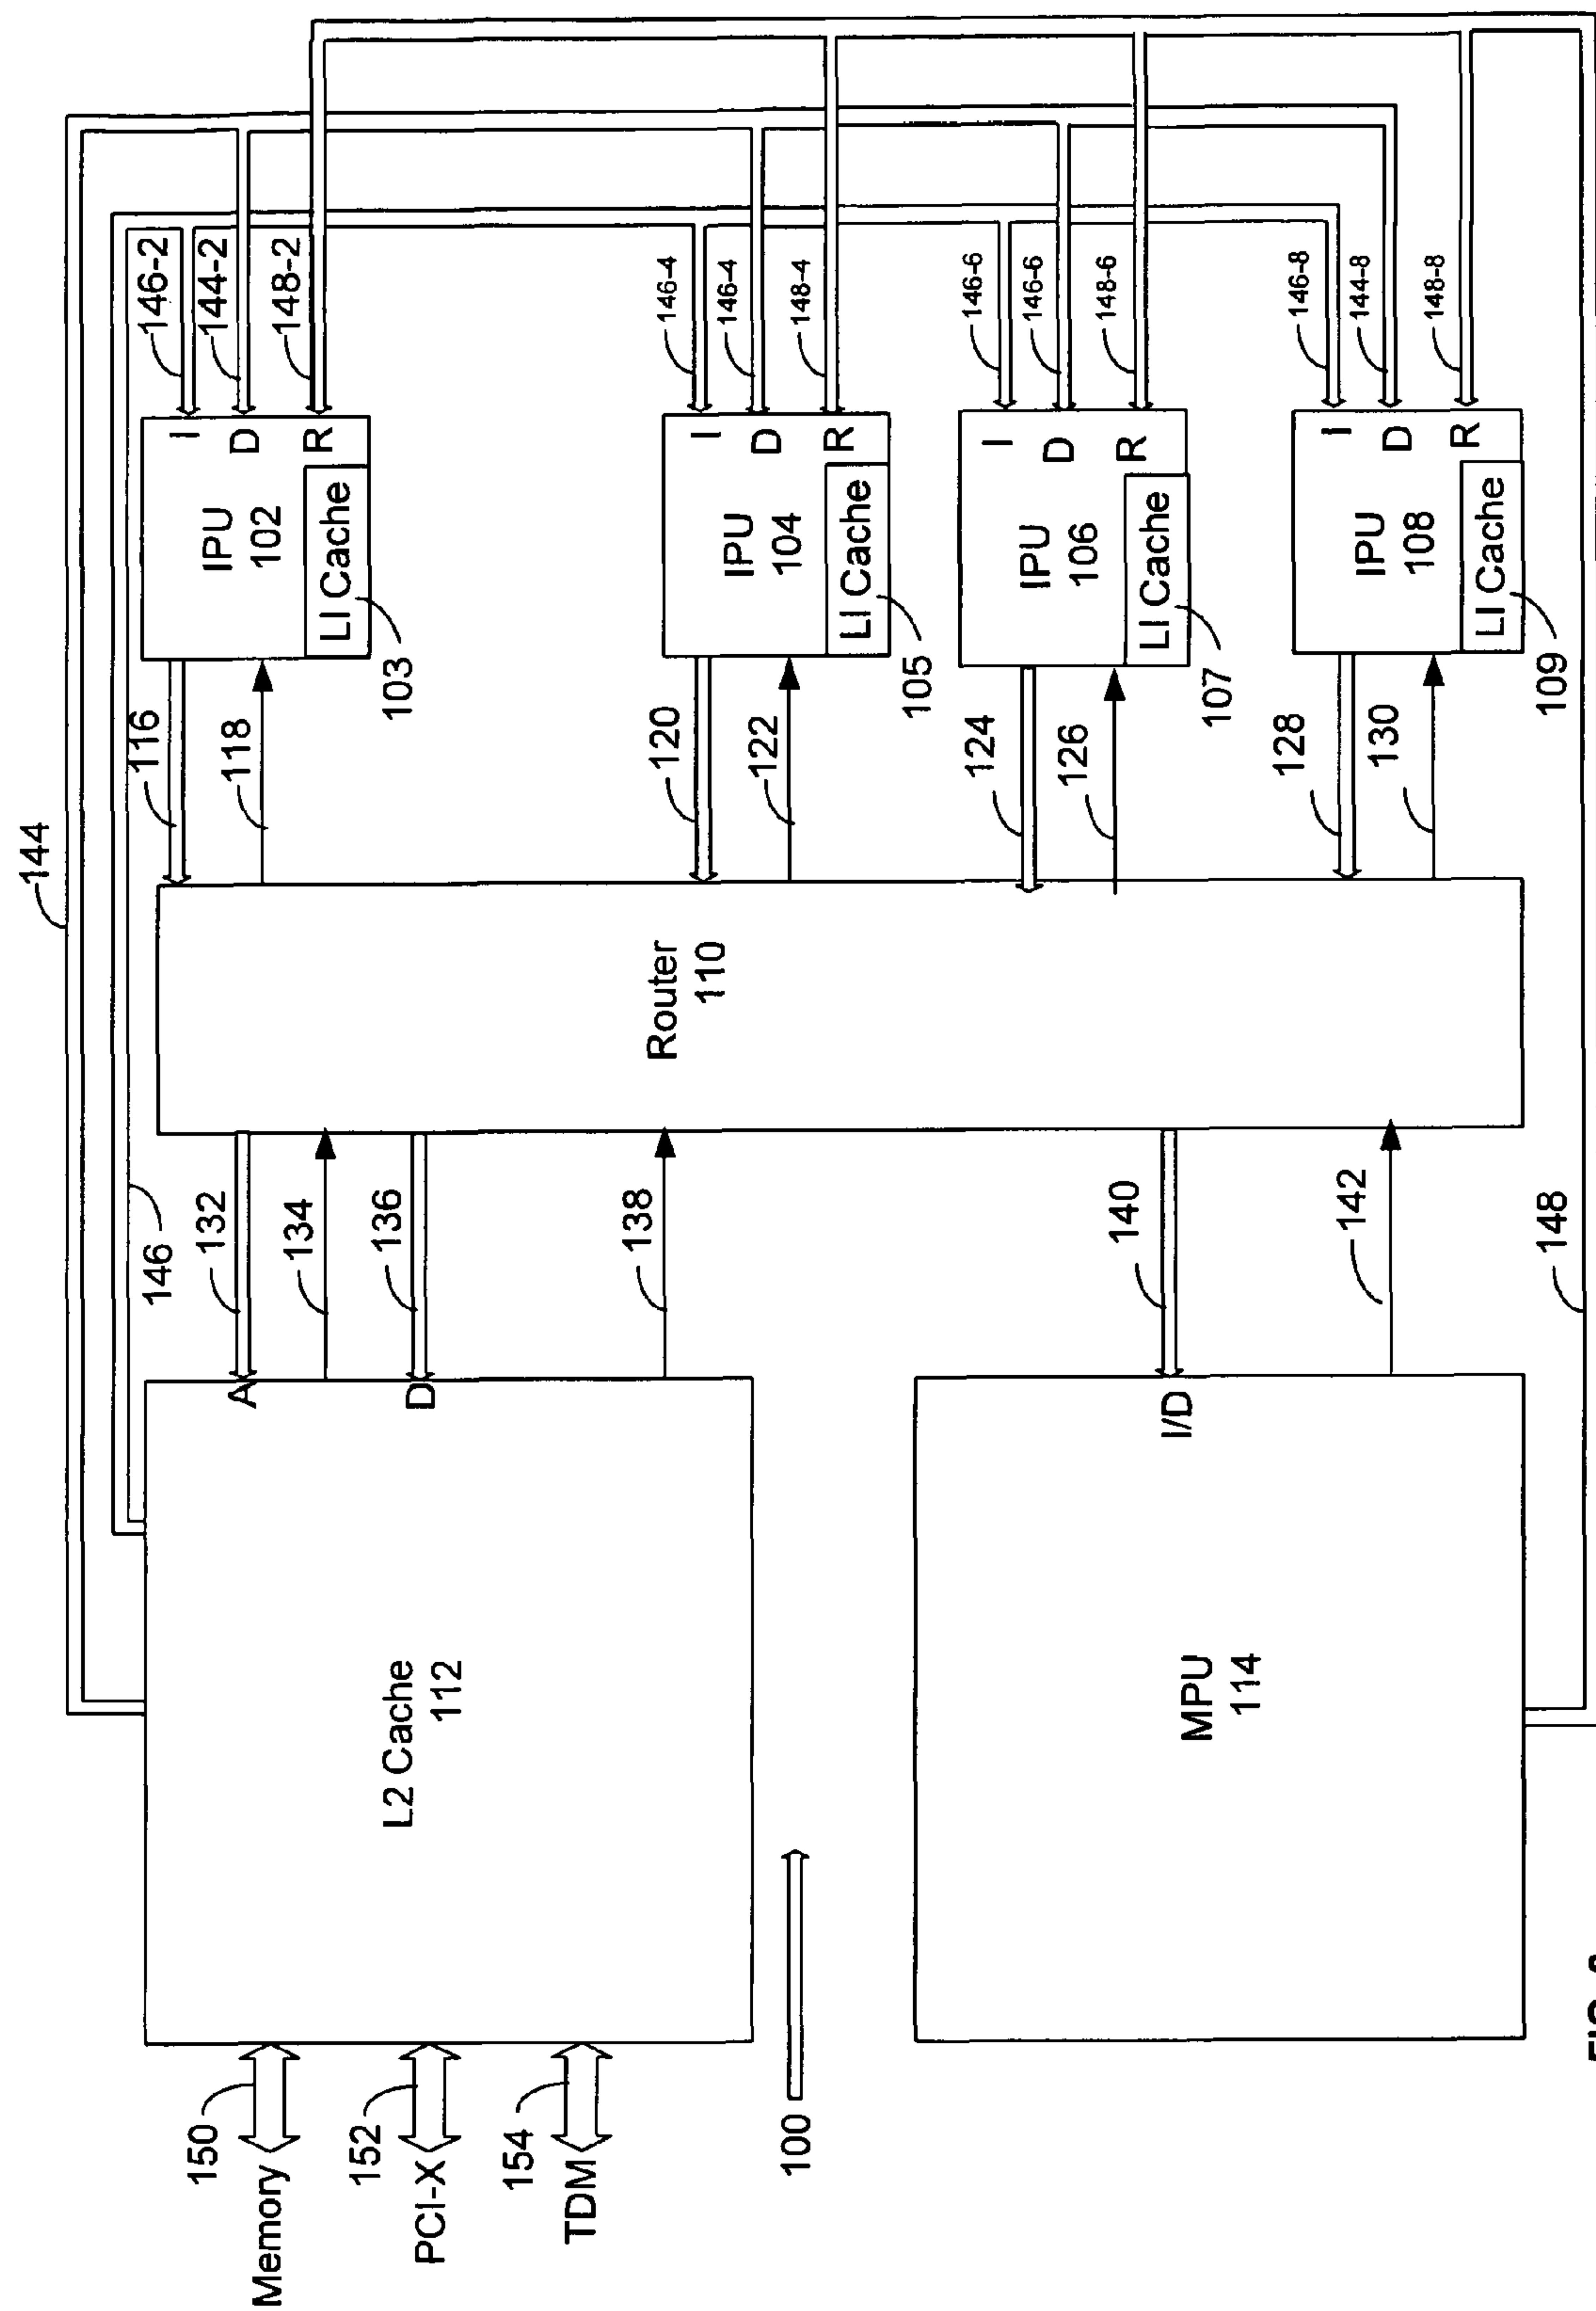 144
146
Memory
150
PCI-X
152
TDM
154
L2 Cache
112
A
D
132
134
136
138
Router
110
116
118
IPU
102
LI Cache
103
I
D
R
146-2
144-2
148-2
120
122
IPU
104
LI Cache
105
I
D
R
146-4
146-4
148-4
100
MPU
114
I/D
140
142
124
126
IPU
106
LI Cache
107
I
D
R
146-6
146-6
148-6
128
130
IPU
108
LI Cache
109
I
D
R
146-8
144-8
148-8
148